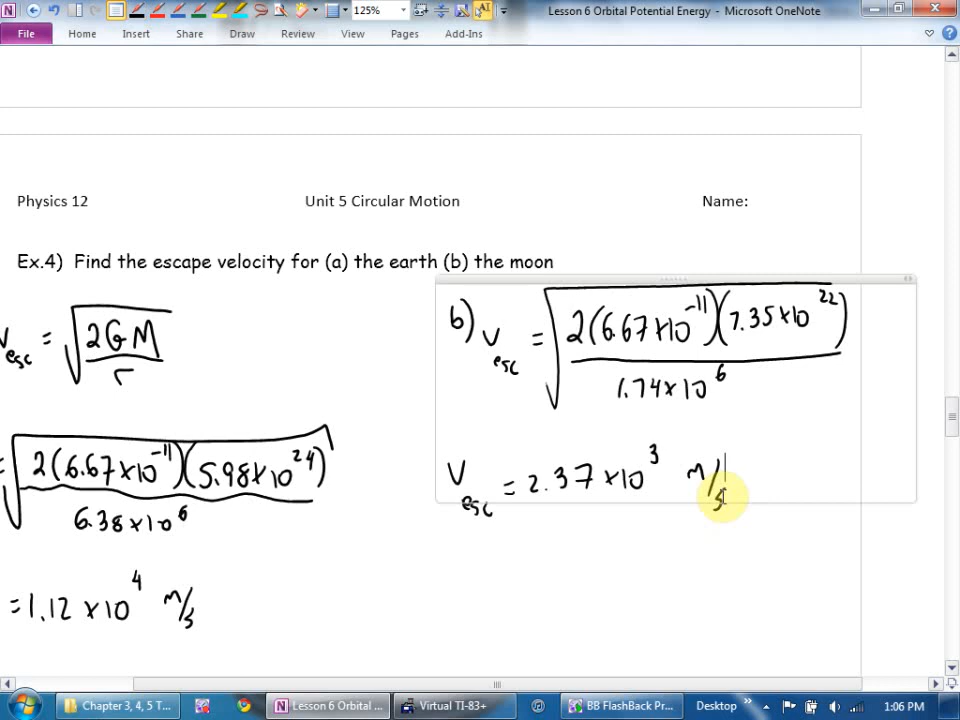 Lesson 6 Orbital Potential Energy - Microsoft OneNote
125%
File Home Insert Share Draw Review View Pages Add-Ins
Physics 12 Unit 5 Circular Motion Name:
Ex.4) Find the escape velocity for (a) the earth (b) the moon
v_esc = √(2GM / r)
= √(2(6.67×10^-11)(5.98×10^24) / 6.38×10^6)
= 1.12 ×10^4 m/s
b) v_esc = √(2(6.67×10^-11)(7.35×10^22) / 1.74×10^6)
v_esc = 2.37 ×10^3 m/s
Chapter 3, 4, 5 T... Lesson 6 Orbital ... Virtual TI-83+ BB FlashBack Pr... Desktop » 1:06 PM